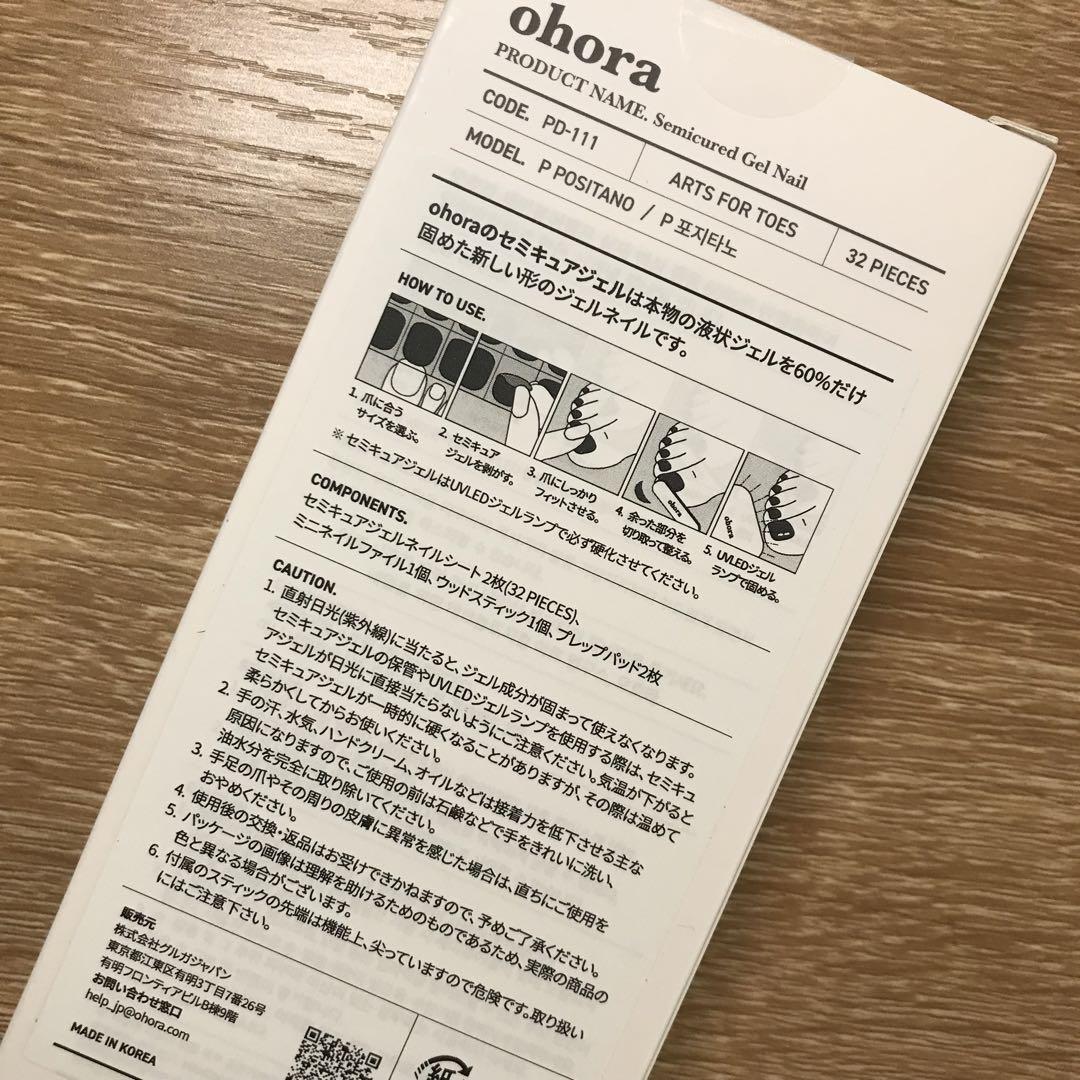 ohora
PRODUCT NAME. Semicured Gel Nail
CODE. PD-111
ARTS FOR TOES
32 PIECES
MODEL. P POSITANO / P 포지타노
ohoraのセミキュアジェルは本物の液状ジェルを60%だけ
固めた新しい形のジェルネイルです。
HOW TO USE.
1. 爪に合う
サイズを選ぶ。
2. セミキュア
ジェルを剥がす。
3. 爪にしっかり
フィットさせる。
4. 余った部分を
切り取って整える。
5. UVLEDジェル
ランプで固める。
ohora
ohora
※ セミキュアジェルはUVLEDジェルランプで必ず硬化させてください。
COMPONENTS.
セミキュアジェルネイルシート 2枚(32 PIECES)、
ミニネイルファイル1個、ウッドスティック1個、プレップパッド2枚
CAUTION.
1. 直射日光(紫外線)に当たると、ジェル成分が固まって使えなくなります。
セミキュアジェルの保管やUVLEDジェルランプを使用する際は、セミキュ
アジェルが日光に直接当たらないようにご注意ください。気温が下がると
セミキュアジェルが一時的に硬くなることがありますが、その際は温めて
柔らかくしてからお使いください。
2. 手の汗、水気、ハンドクリーム、オイルなどは接着力を低下させる主な
原因になりますので、ご使用の前は石鹸などで手をきれいに洗い、
油水分を完全に取り除いてください。
3. 手足の爪やその周りの皮膚に異常を感じた場合は、直ちにご使用を
おやめください。
4. 使用後の交換・返品はお受けできかねますので、予めご了承ください。
5. パッケージの画像は理解を助けるためのものであるため、実際の商品の
色と異なる場合がございます。
6. 付属のスティックの先端は機能上、尖っていますので危険です。取り扱い
にはご注意下さい。
販売元
株式会社グルガジャパン
東京都江東区有明3丁目7番26号
有明フロンティアビルB棟9階
お問い合わせ窓口
help_jp@ohora.com
MADE IN KOREA
紙